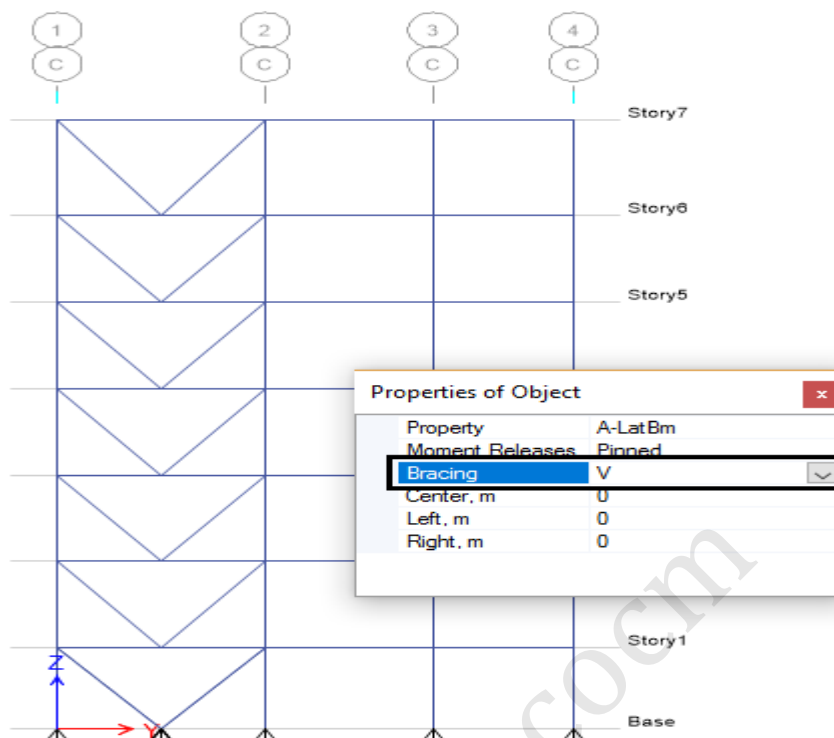 1 2 3 4
C C C C
Story7
Story6
Story5
Properties of Object x
Property A-LatBm
Moment Releases Pinned
Bracing V
Center, m 0
Left, m 0
Right, m 0
Story1
Z
Y
Base
cocm